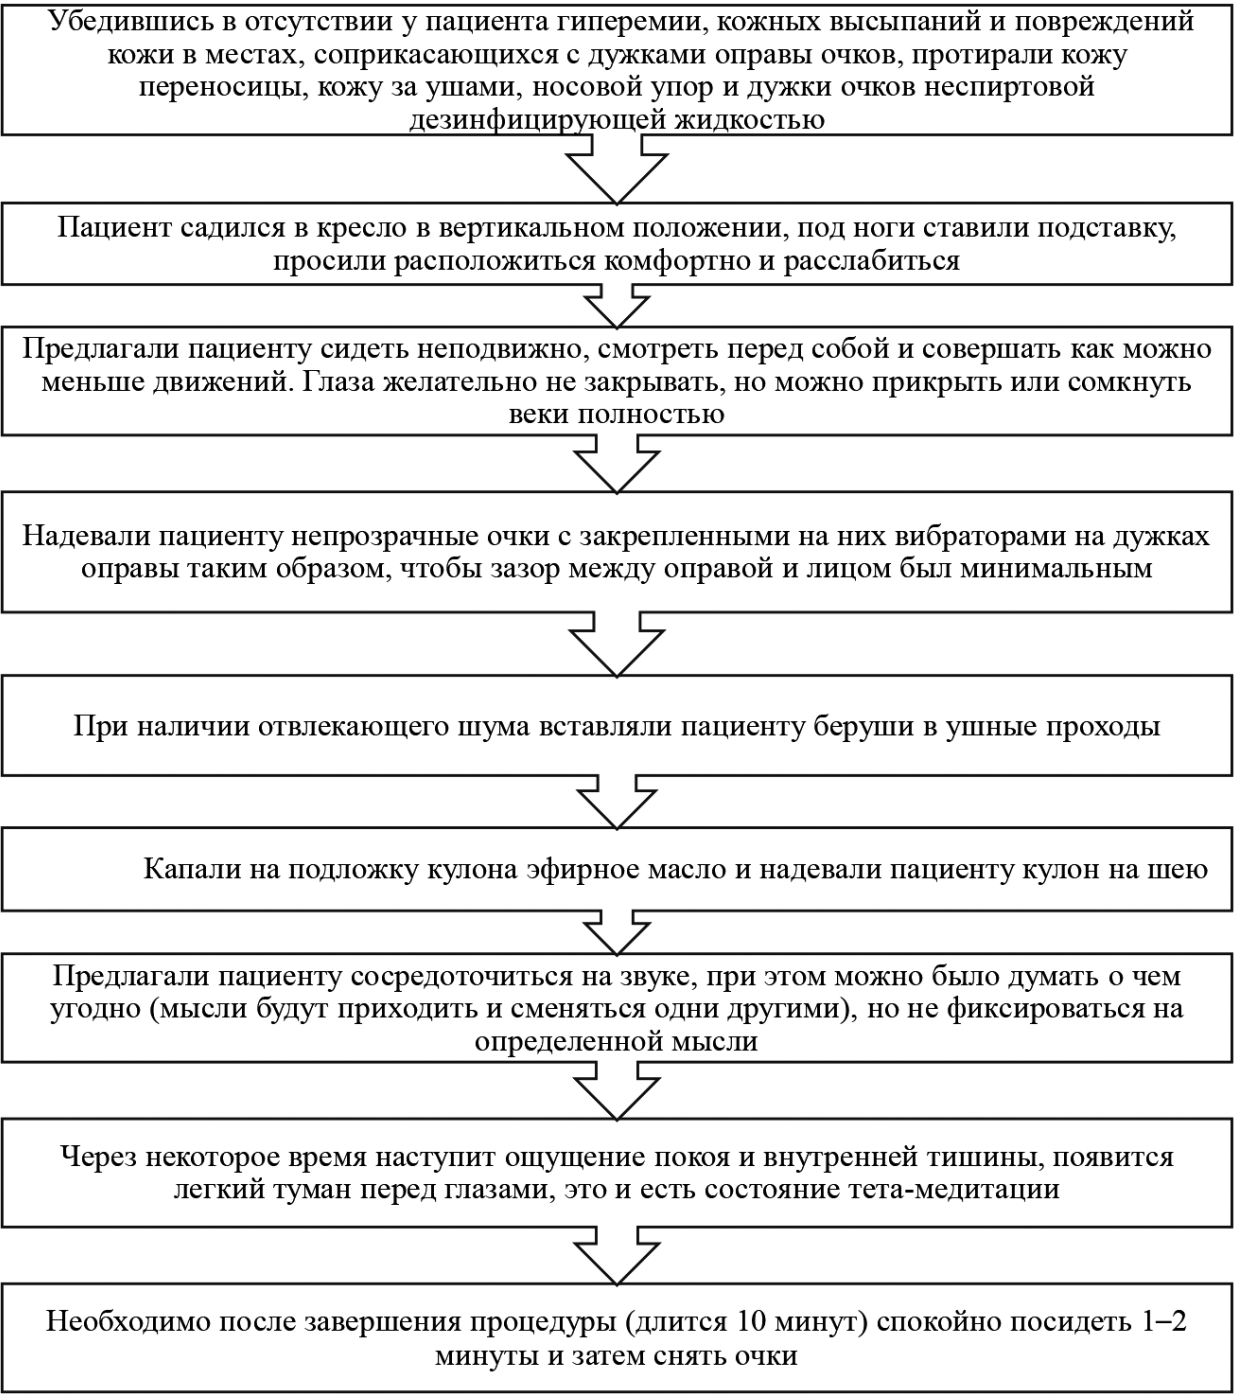 Убедившись в отсутствии у пациента гиперемии, кожных высыпаний и повреждений
кожи в местах, соприкасающихся с дужками оправы очков, протирали кожу
переносицы, кожу за ушами, носовой упор и дужки очков неспиртовой
дезинфицирующей жидкостью
Пациент садился в кресло в вертикальном положении, под ноги ставили подставку,
просили расположиться комфортно и расслабиться
Предлагали пациенту сидеть неподвижно, смотреть перед собой и совершать как можно
меньше движений. Глаза желательно не закрывать, но можно прикрыть или сомкнуть
веки полностью
Надевали пациенту непрозрачные очки с закрепленными на них вибраторами на дужках
оправы таким образом, чтобы зазор между оправой и лицом был минимальным
При наличии отвлекающего шума вставляли пациенту беруши в ушные проходы
Капали на подложку кулона эфирное масло и надевали пациенту кулон на шею
Предлагали пациенту сосредоточиться на звуке, при этом можно было думать о чем
угодно (мысли будут приходить и сменяться одни другими), но не фиксироваться на
определенной мысли
Через некоторое время наступит ощущение покоя и внутренней тишины, появится
легкий туман перед глазами, это и есть состояние тета-медитации
Необходимо после завершения процедуры (длится 10 минут) спокойно посидеть 1–2
минуты и затем снять очки